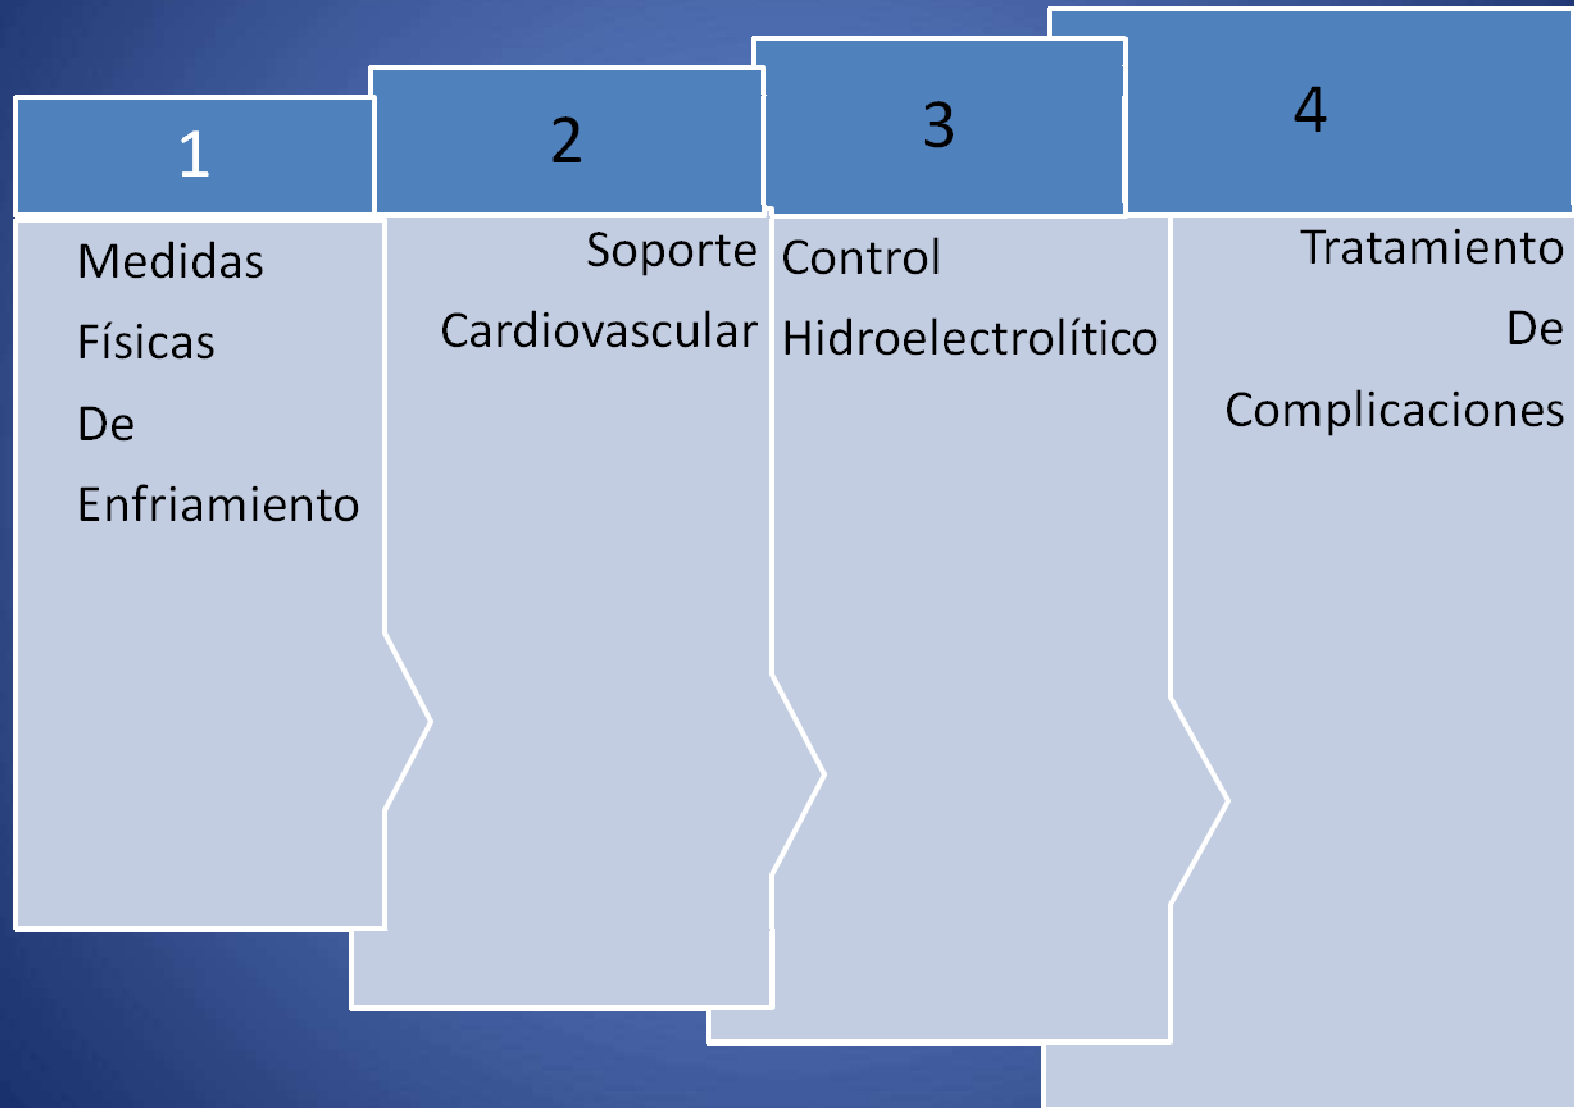 1
Medidas
Físicas
De
Enfriamiento
2
Soporte
Cardiovascular
3
Control
Hidroelectrolítico
4
Tratamiento
De
Complicaciones